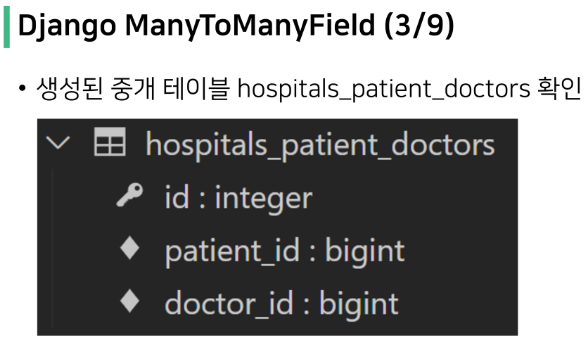 Django ManyToManyField (3/9)
• 생성된 중개 테이블 hospitals_patient_doctors 확인
hospitals_patient_doctors
id : integer
patient_id : bigint
doctor_id : bigint